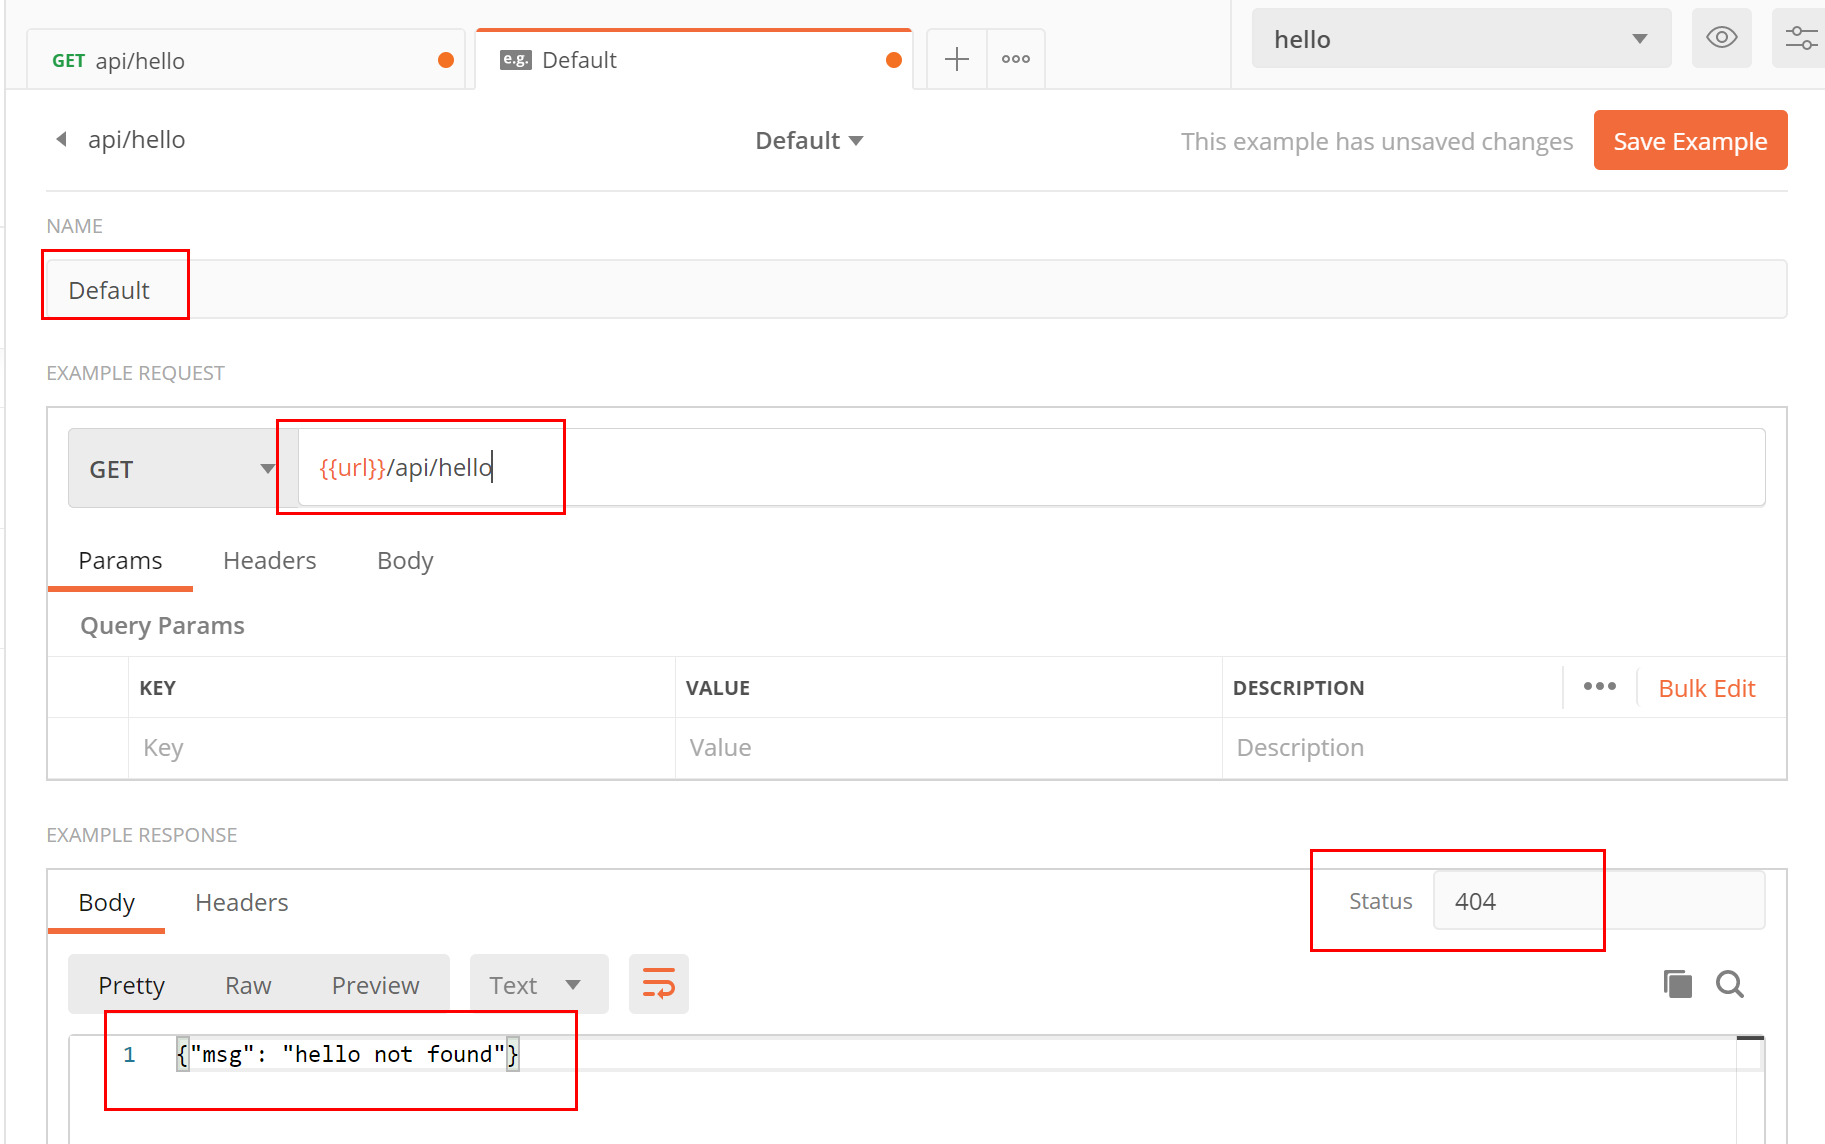 GET api/hello
e.g. Default
hello
api/hello
Default
This example has unsaved changes
Save Example
NAME
Default
EXAMPLE REQUEST
GET
{{url}}/api/hello
Params Headers Body
Query Params
KEY VALUE DESCRIPTION Bulk Edit
Key Value Description
EXAMPLE RESPONSE
Body Headers Status 404
Pretty Raw Preview Text
1 {"msg": "hello not found"}